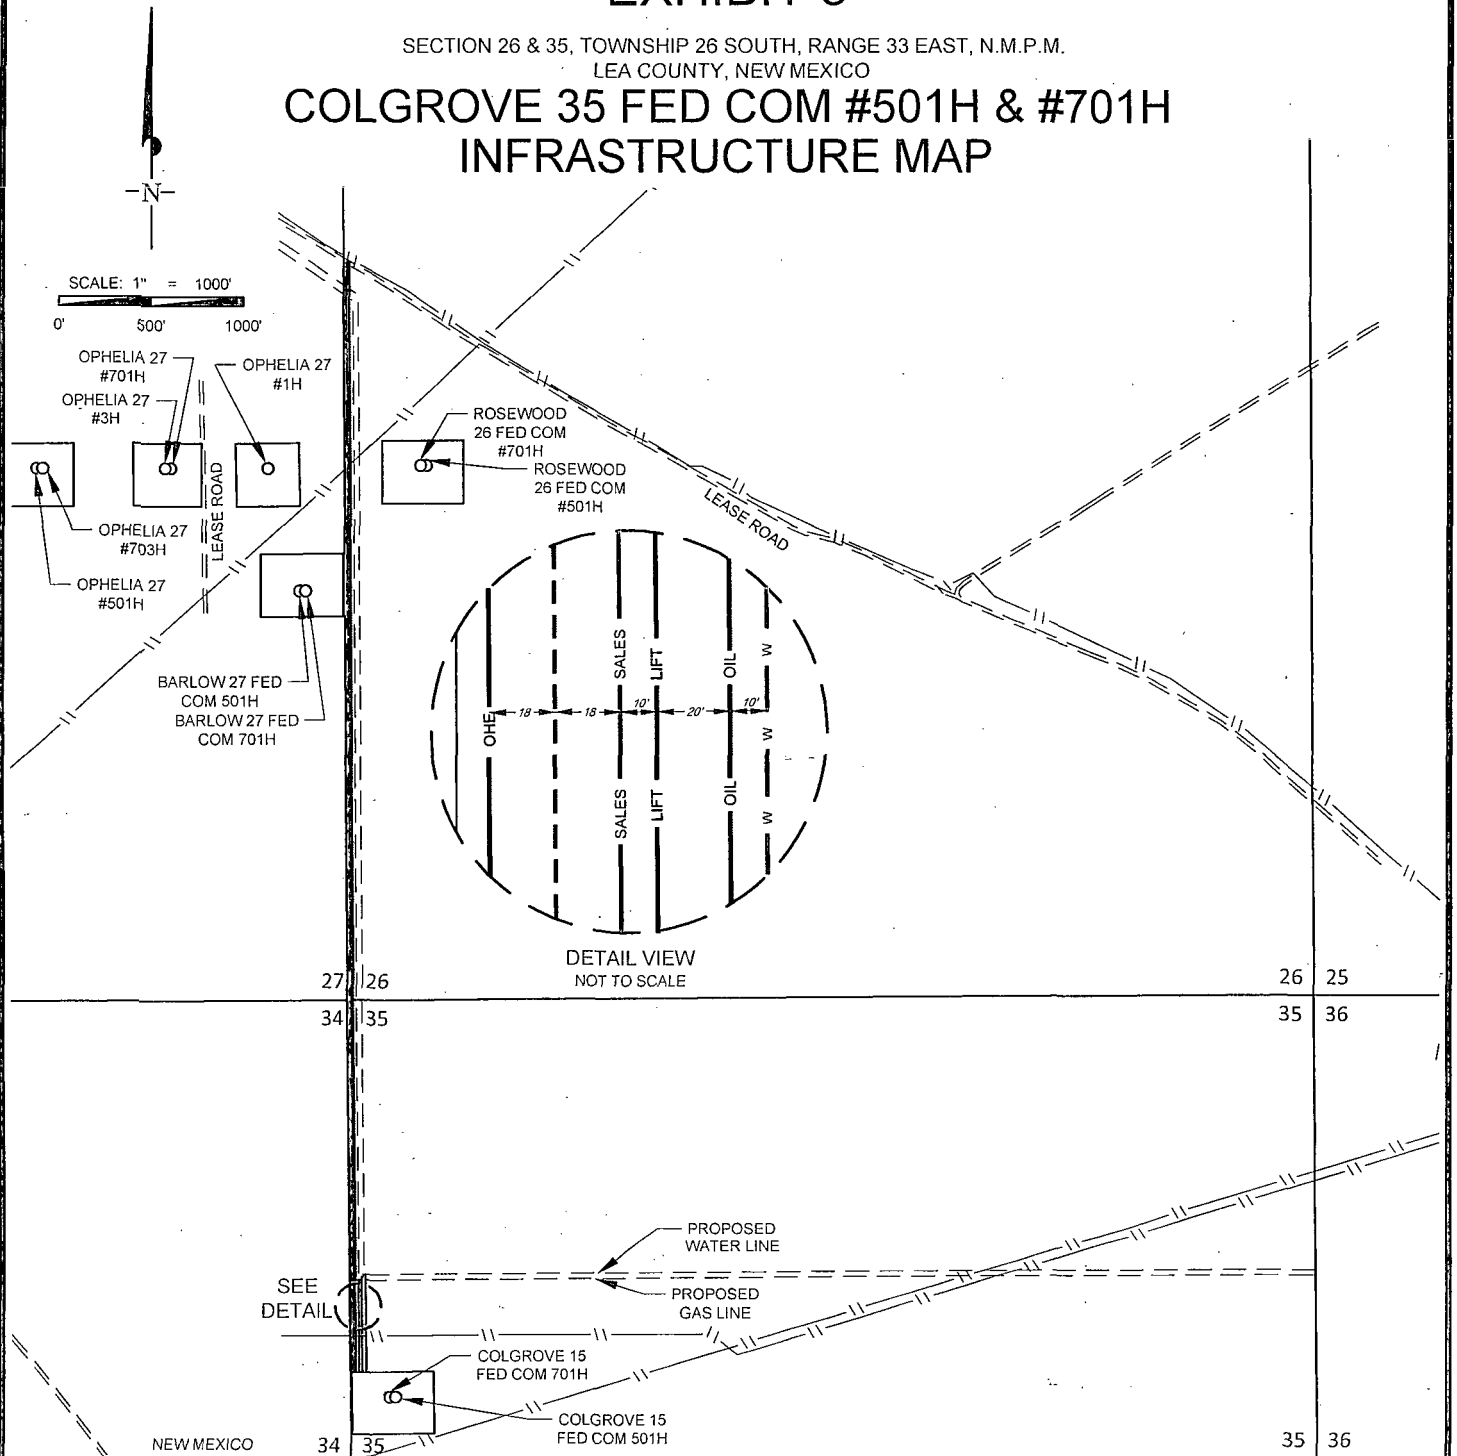 SECTION 26 & 35, TOWNSHIP 26 SOUTH, RANGE 33 EAST, N.M.P.M.
LEA COUNTY, NEW MEXICO
COLGROVE 35 FED COM #501H & #701H
INFRASTRUCTURE MAP
-N-
SCALE: 1" = 1000'
0' 500' 1000'
OPHELIA 27
#701H
OPHELIA 27
#3H
OPHELIA 27
#1H
LEASE ROAD
OPHELIA 27
#703H
OPHELIA 27
#501H
ROSEWOOD
26 FED COM
#701H
ROSEWOOD
26 FED COM
#501H
LEASE ROAD
BARLOW 27 FED
COM 501H
BARLOW 27 FED
COM 701H
OHE
SALES
LIFT
OIL
W
18 18 10' 20' 10'
W
SALES
LIFT
OIL
W
DETAIL VIEW
NOT TO SCALE
27 26
34 35
26 25
35 36
PROPOSED
WATER LINE
PROPOSED
GAS LINE
SEE
DETAIL
COLGROVE 15
FED COM 701H
COLGROVE 15
FED COM 501H
NEW MEXICO
34 35
35 36